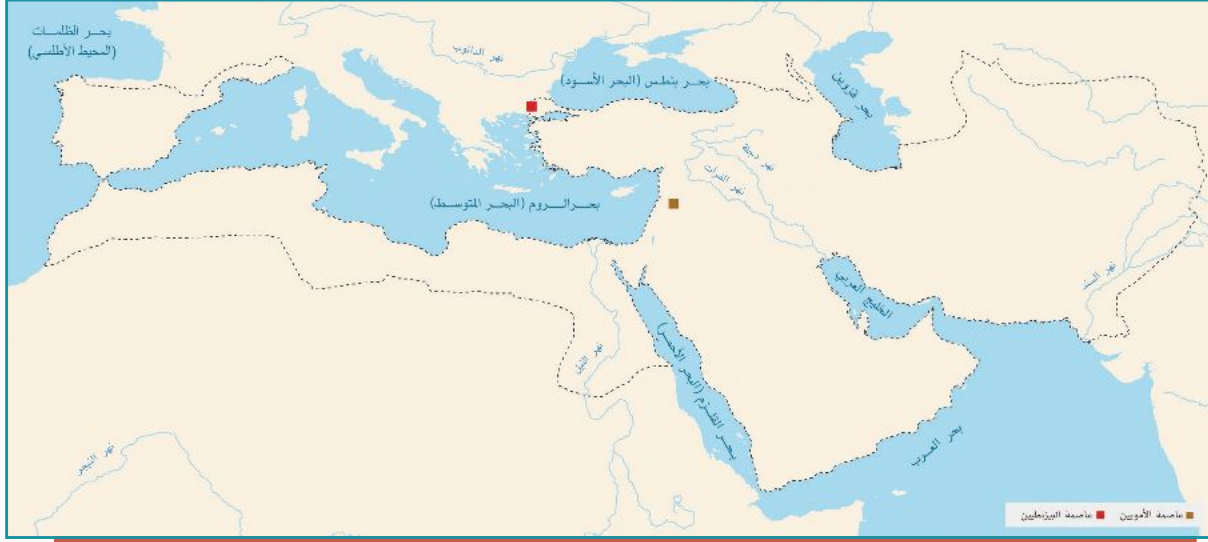 بحر الظلمات
(المحيط الأطلسي)
نهر الدانوب
بحر بنطس (البحر الأسود)
بحر قزوين
نهر دجلة
نهر الفرات
بحر الروم (البحر المتوسط)
نهر السند
الخليج العربي
نهر النيل
بحر القلزم (البحر الأحمر)
بحر العرب
نهر النيجر
عاصمة الأمويين
عاصمة البيزنطيين